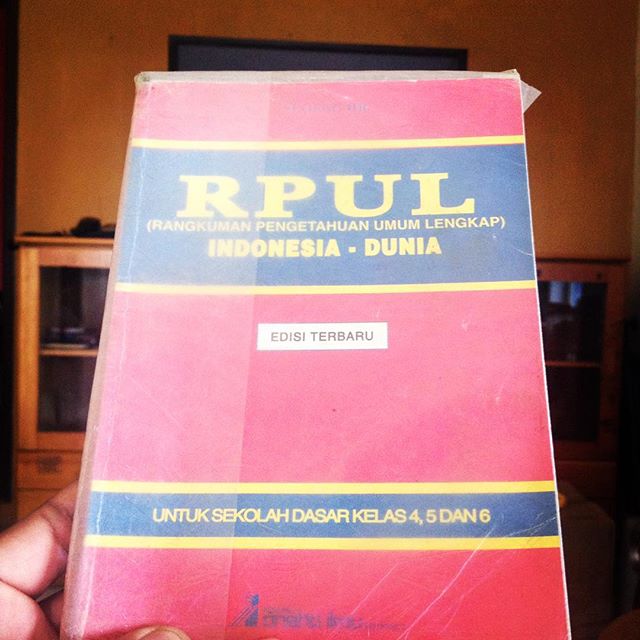 RPUL
(RANGKUMAN PENGETAHUAN UMUM LENGKAP)
INDONESIA - DUNIA
EDISI TERBARU
UNTUK SEKOLAH DASAR KELAS 4, 5 DAN 6